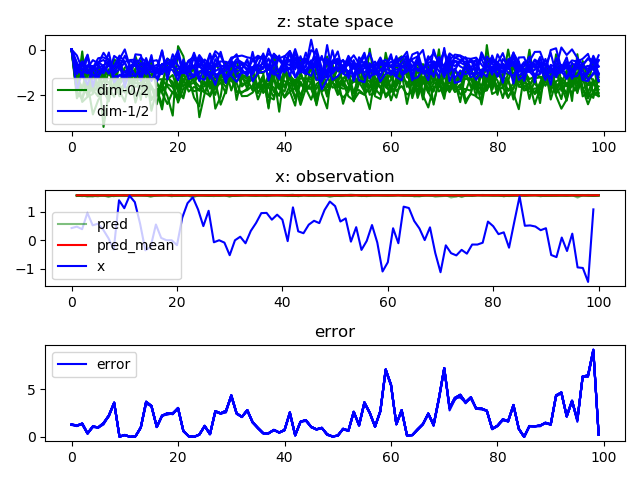 z: state space
0
−2
dim-0/2
dim-1/2
0 20 40 60 80 100
x: observation
1
0
−1
pred
pred_mean
x
0 20 40 60 80 100
error
5
0
error
0 20 40 60 80 100